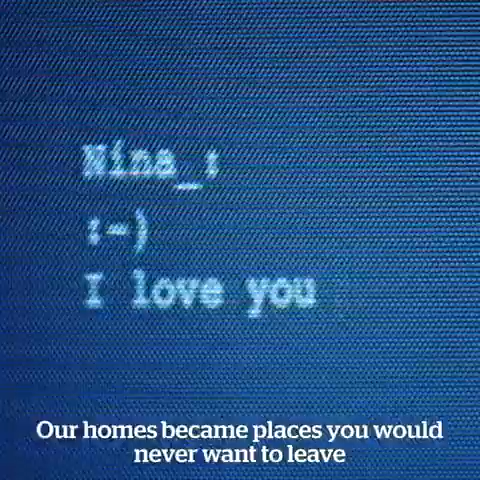 Nina_:
:-)
I love you
Our homes became places you would
never want to leave